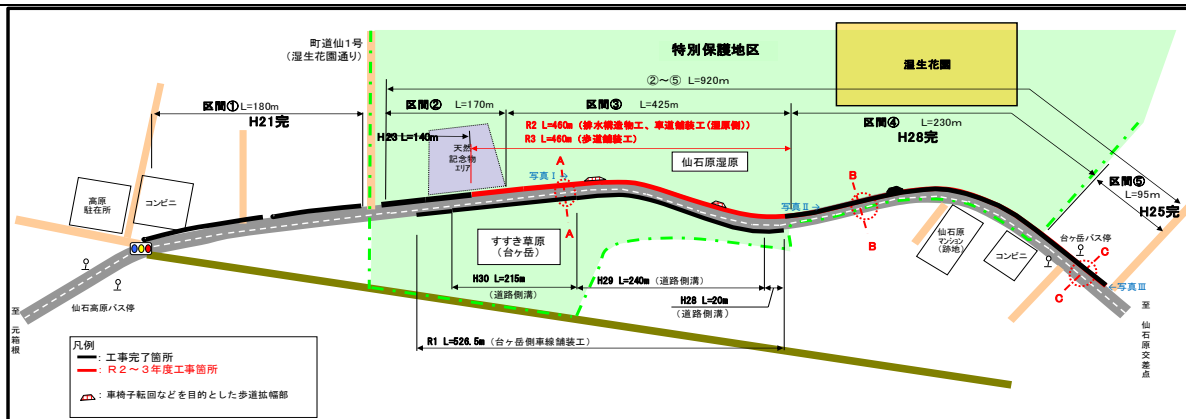 町道仙1号
(湿生花園通り)
特別保護地区
湿生花園
②～⑤ L=920m
区間① L=180m
H21完
区間② L=170m
区間③ L=425m
区間④ L=230m
H28完
区間⑤
L=95m
H25完
R2 L=460m (排水構造物工、車道舗装工(湿原側))
R3 L=460m (歩道舗装工)
H23 L=140m
天然
記念物
エリア
仙石原湿原
高原
駐在所
コンビニ
A
写真Ⅰ→
A
B
写真Ⅱ→
B
すすき草原
(台ヶ岳)
仙石原
マンション
(跡地)
コンビニ
台ヶ岳バス停
C
C
←写真Ⅲ
H30 L=215m
(道路側溝)
H29 L=240m (道路側溝)
H28 L=20m
(道路側溝)
R1 L=526.5m (台ヶ岳側車線舗装工)
仙石高原バス停
至 元箱根
至 仙石原交差点
凡例
: 工事完了箇所
: R2～3年度工事箇所
: 車椅子転回などを目的とした歩道拡幅部